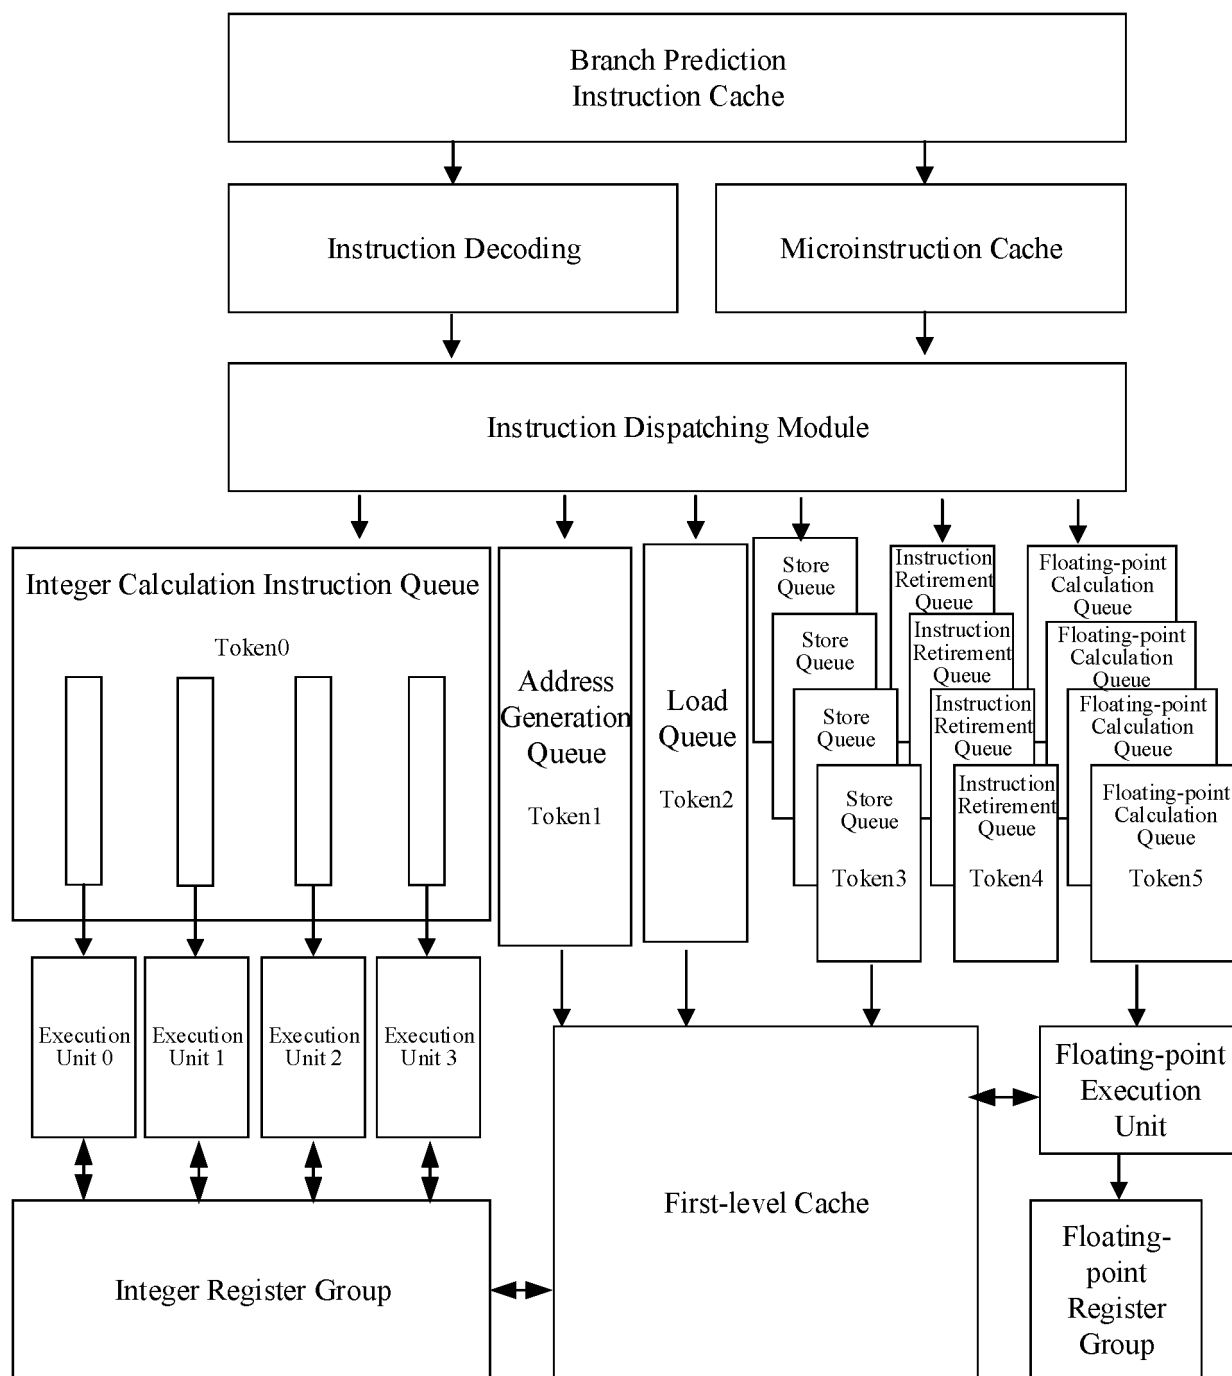 Branch Prediction
Instruction Cache
Instruction Decoding
Microinstruction Cache
Instruction Dispatching Module
Integer Calculation Instruction Queue
Token0
Address
Generation
Queue
Token1
Load
Queue
Token2
Store
Queue
Store
Queue
Store
Queue
Store
Queue
Token3
Instruction
Retirement
Queue
Instruction
Retirement
Queue
Instruction
Retirement
Queue
Instruction
Retirement
Queue
Token4
Floating-point
Calculation
Queue
Floating-point
Calculation
Queue
Floating-point
Calculation
Queue
Floating-point
Calculation
Queue
Token5
Execution
Unit 0
Execution
Unit 1
Execution
Unit 2
Execution
Unit 3
Floating-point
Execution
Unit
Integer Register Group
First-level Cache
Floating-
point
Register
Group